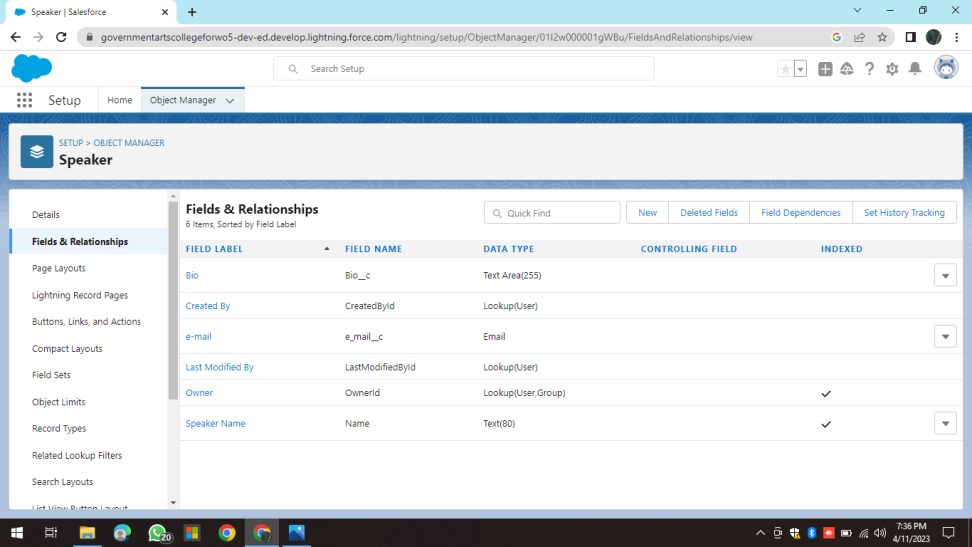 Speaker | Salesforce
governmentartscollegeforwo5-dev-ed.develop.lightning.force.com/lightning/setup/ObjectManager/01I2w000001gWBu/FieldsAndRelationships/view
Search Setup
Setup Home Object Manager
SETUP > OBJECT MANAGER
Speaker
Details
Fields & Relationships
Page Layouts
Lightning Record Pages
Buttons, Links, and Actions
Compact Layouts
Field Sets
Object Limits
Record Types
Related Lookup Filters
Search Layouts
List View Button Layout
Fields & Relationships
6 Items, Sorted by Field Label
Quick Find New Deleted Fields Field Dependencies Set History Tracking
FIELD LABEL FIELD NAME DATA TYPE CONTROLLING FIELD INDEXED
Bio Bio__c Text Area(255)
Created By CreatedById Lookup(User)
e-mail e_mail__c Email
Last Modified By LastModifiedById Lookup(User)
Owner OwnerId Lookup(User,Group)
Speaker Name Name Text(80)
20
7:36 PM
4/11/2023